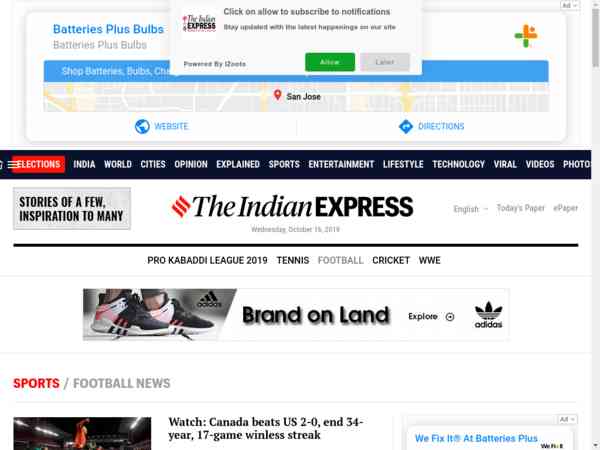 Ad
Batteries Plus Bulbs
Batteries Plus Bulbs
Click on allow to subscribe to notifications
Stay updated with the latest happenings on our site
The Indian
EXPRESS
Powered By iZooto
Allow
Later
Shop Batteries, Bulbs,
San Jose
WEBSITE
DIRECTIONS
ELECTIONS INDIA WORLD CITIES OPINION EXPLAINED SPORTS ENTERTAINMENT LIFESTYLE TECHNOLOGY VIRAL VIDEOS PHOTOS
STORIES OF A FEW,
INSPIRATION TO MANY
The Indian EXPRESS
Wednesday, October 16, 2019
English
Today's Paper
ePaper
PRO KABADDI LEAGUE 2019 TENNIS FOOTBALL CRICKET WWE
adidas
Brand on Land
Explore
adidas
SPORTS / FOOTBALL NEWS
Watch: Canada beats US 2-0, end 34-
year, 17-game winless streak
Ad
We Fix It® At Batteries Plus
We Fix It